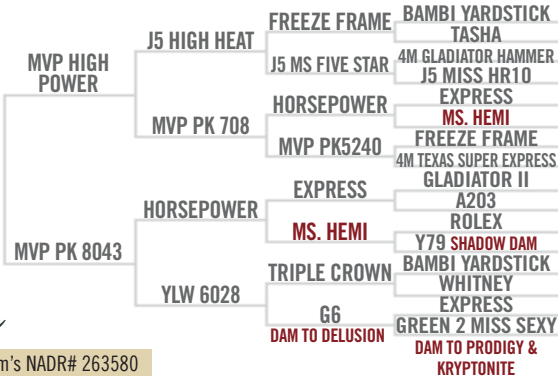 MVP HIGH
POWER
MVP PK 8043
J5 HIGH HEAT
MVP PK 708
HORSEPOWER
YLW 6028
FREEZE FRAME
J5 MS FIVE STAR
HORSEPOWER
MVP PK5240
EXPRESS
MS. HEMI
TRIPLE CROWN
G6
DAM TO DELUSION
BAMBI YARDSTICK
TASHA
4M GLADIATOR HAMMER
J5 MISS HR10
EXPRESS
MS. HEMI
FREEZE FRAME
4M TEXAS SUPER EXPRESS
GLADIATOR II
A203
ROLEX
Y79 SHADOW DAM
BAMBI YARDSTICK
WHITNEY
EXPRESS
GREEN 2 MISS SEXY
DAM TO PRODIGY &
KRYPTONITE
m's NADR# 263580